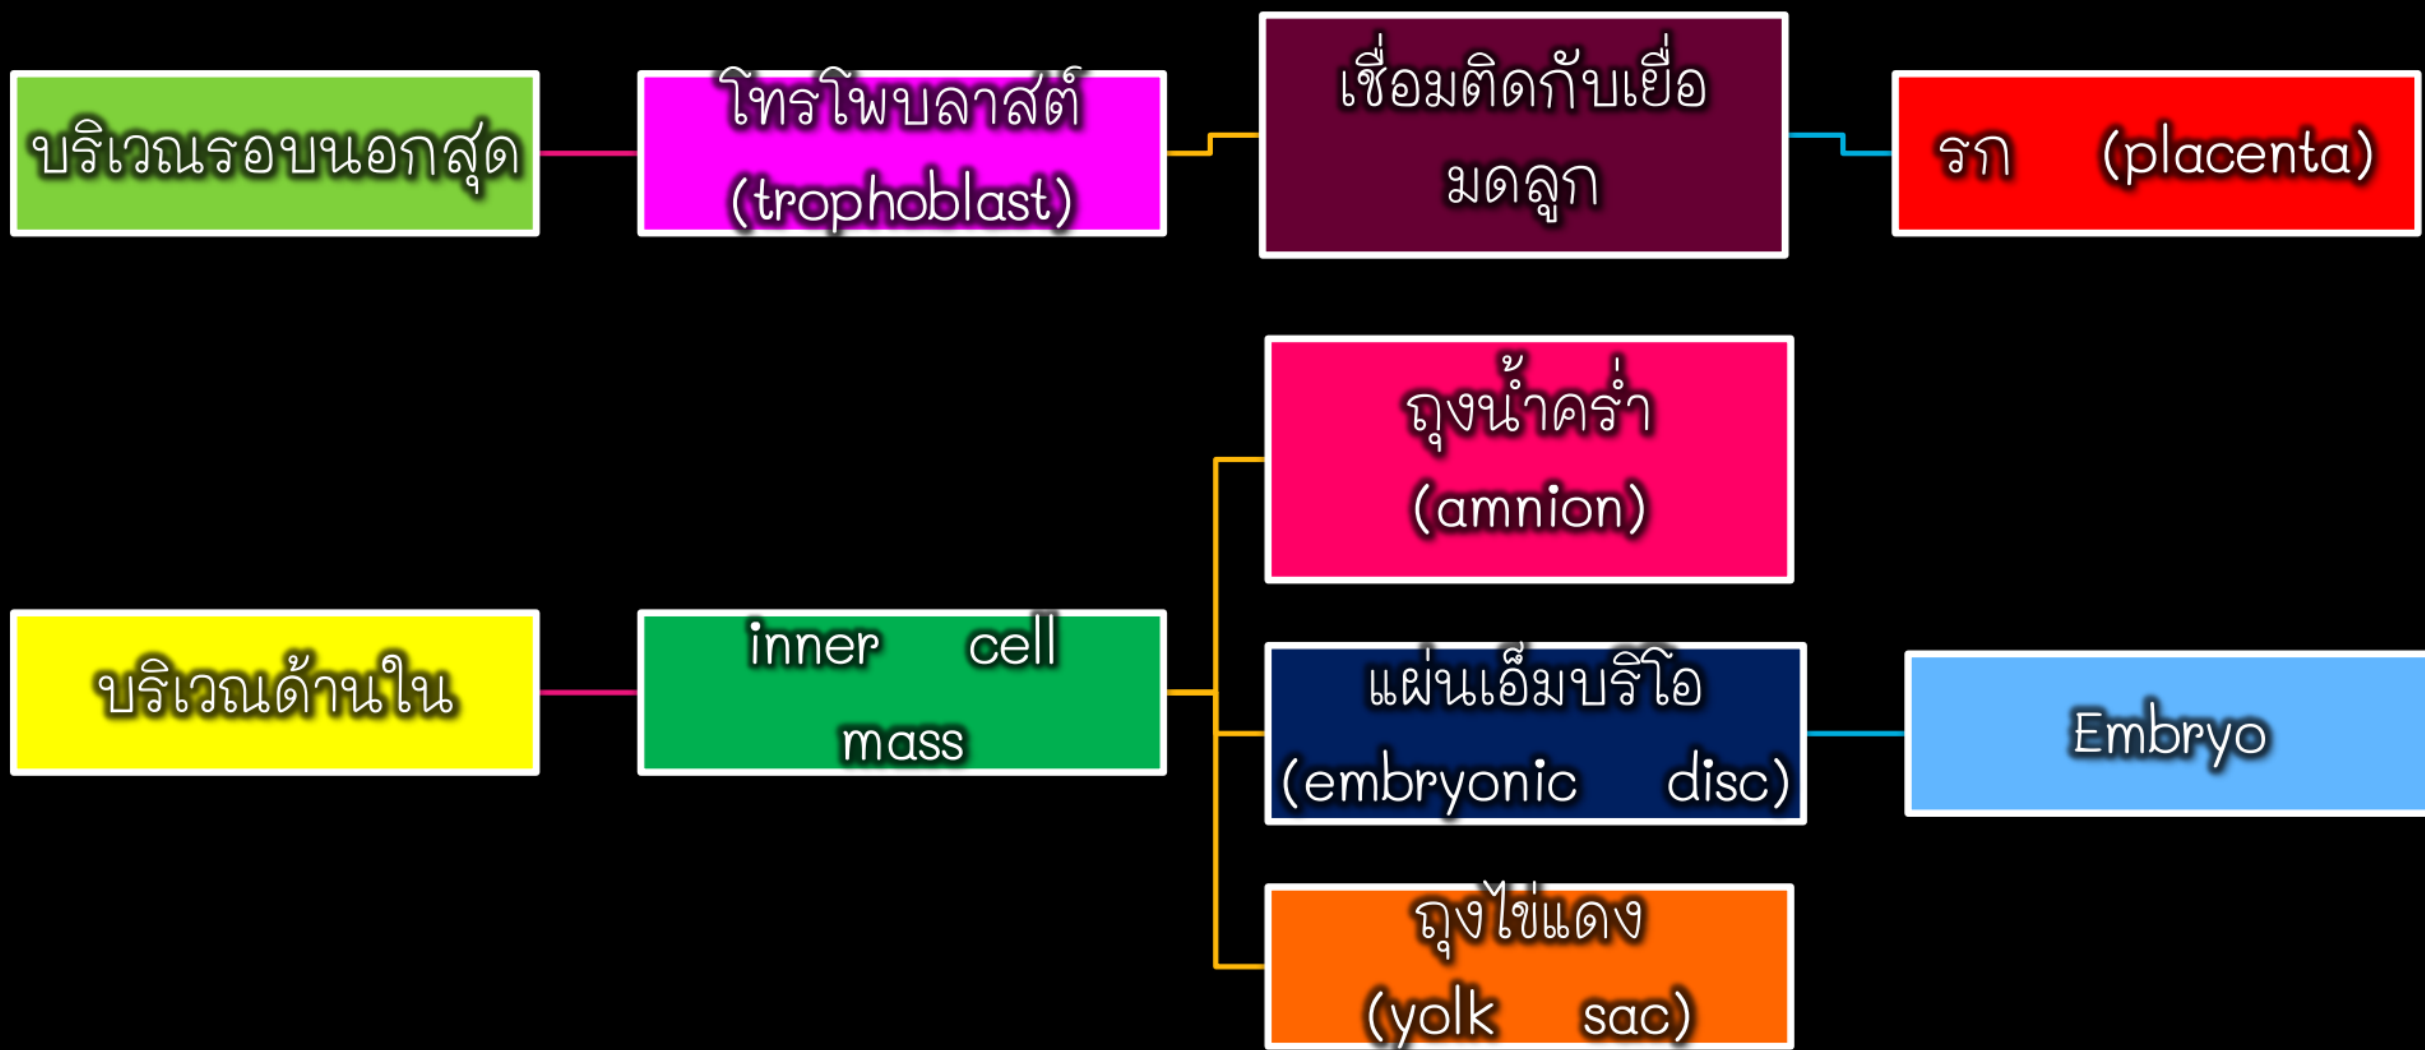 บริเวณรอบนอกสุด
โทรโพบลาสต์
(trophoblast)
เชื่อมติดกับเยื่อ
มดลูก
รก (placenta)
บริเวณด้านใน
inner cell
mass
ถุงน้ำคร่ำ
(amnion)
แผ่นเอ็มบริโอ
(embryonic disc)
Embryo
ถุงไข่แดง
(yolk sac)